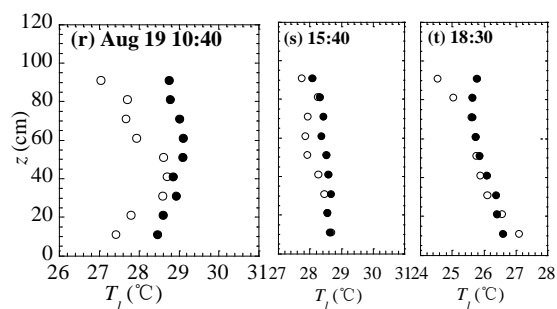 (r) Aug 19 10:40
(s) 15:40
(t) 18:30
120
100
80
60
40
20
0
z (cm)
26 27 28 29 30 31
27 28 29 30 31
24 25 26 27 28
T_l (℃)
T_l (℃)
T_l (℃)